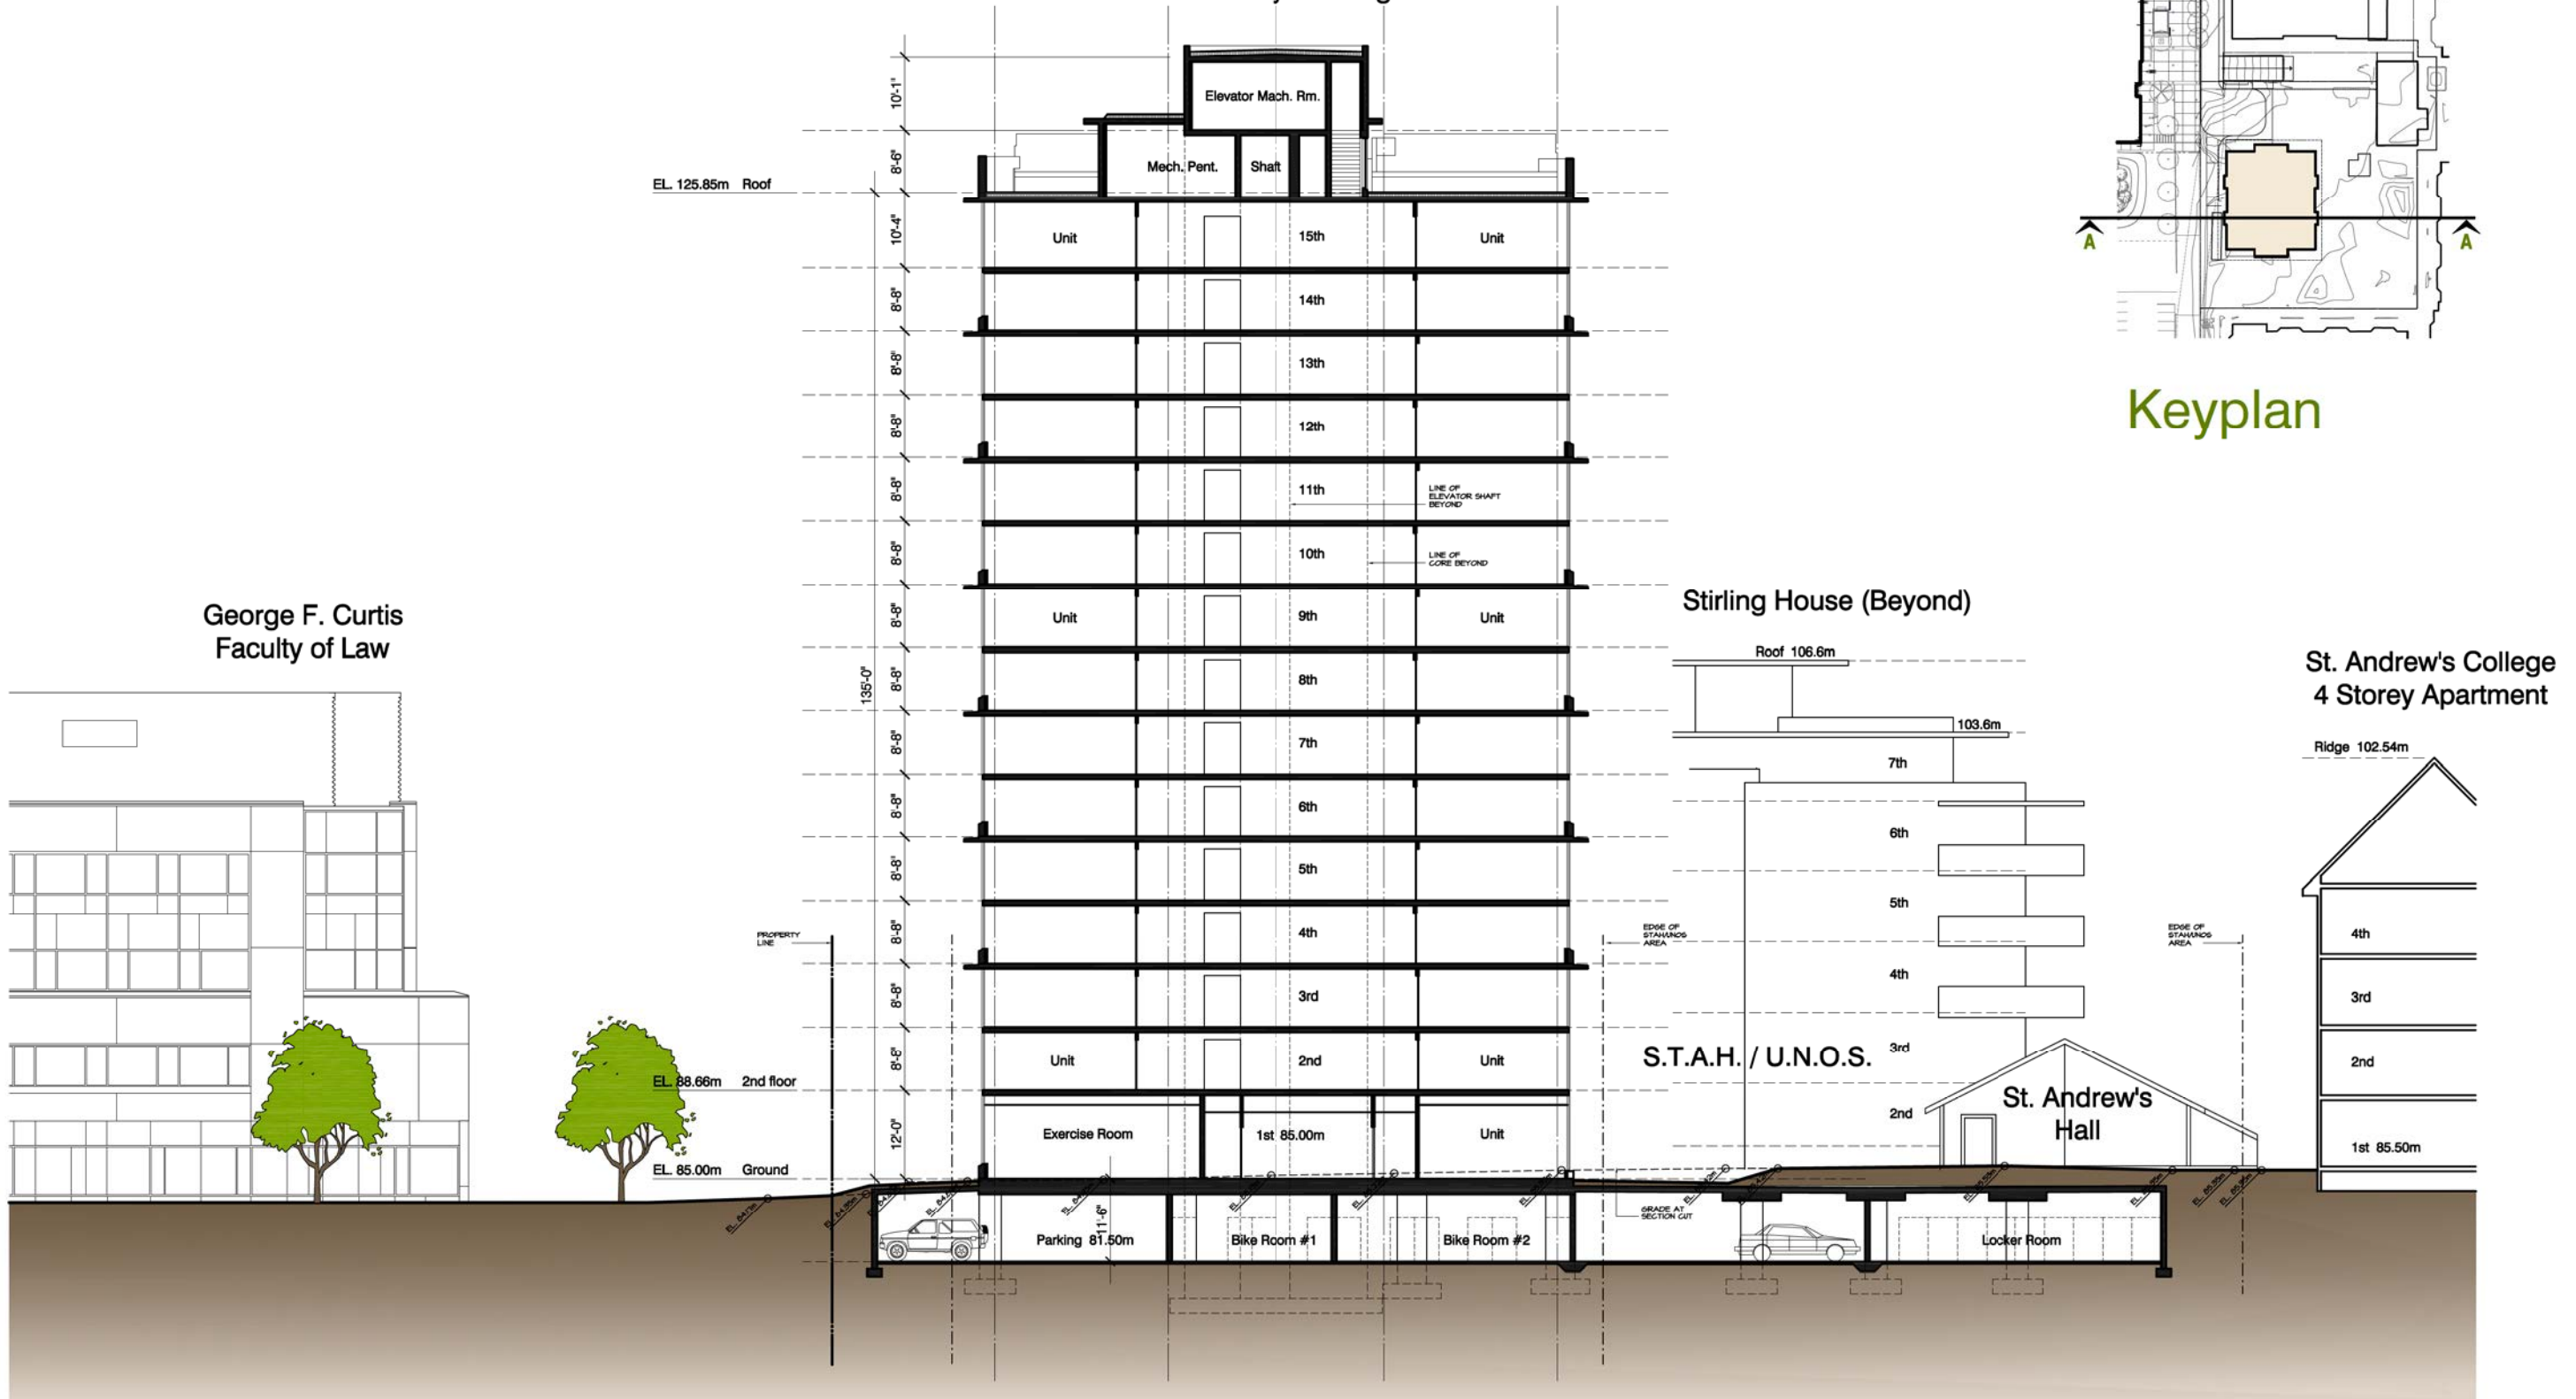 Elevator Mach. Rm.
10'-1"
Mech. Pent.
Shaft
8'-6"
EL. 125.85m Roof
10'-4"
Unit
15th
Unit
8'-8"
14th
8'-8"
13th
8'-8"
12th
8'-8"
11th
LINE OF
ELEVATOR SHAFT
BEYOND
8'-8"
10th
LINE OF
CORE BEYOND
8'-8"
Unit
9th
Unit
8'-8"
8th
135'-0"
8'-8"
7th
8'-8"
6th
8'-8"
5th
8'-8"
4th
8'-8"
3rd
8'-8"
Unit
2nd
Unit
EL. 88.66m 2nd floor
12'-0"
Exercise Room
1st 85.00m
Unit
EL. 85.00m Ground
11'-6"
Parking 81.50m
Bike Room #1
Bike Room #2
Locker Room
GRADE AT
SECTION CUT
PROPERTY
LINE
George F. Curtis
Faculty of Law
EDGE OF
STAH/UNOS
AREA
S.T.A.H. / U.N.O.S.
Stirling House (Beyond)
Roof 106.6m
103.6m
7th
6th
5th
4th
3rd
2nd
St. Andrew's
Hall
EDGE OF
STAH/UNOS
AREA
St. Andrew's College
4 Storey Apartment
Ridge 102.54m
4th
3rd
2nd
1st 85.50m
A
A
Keyplan